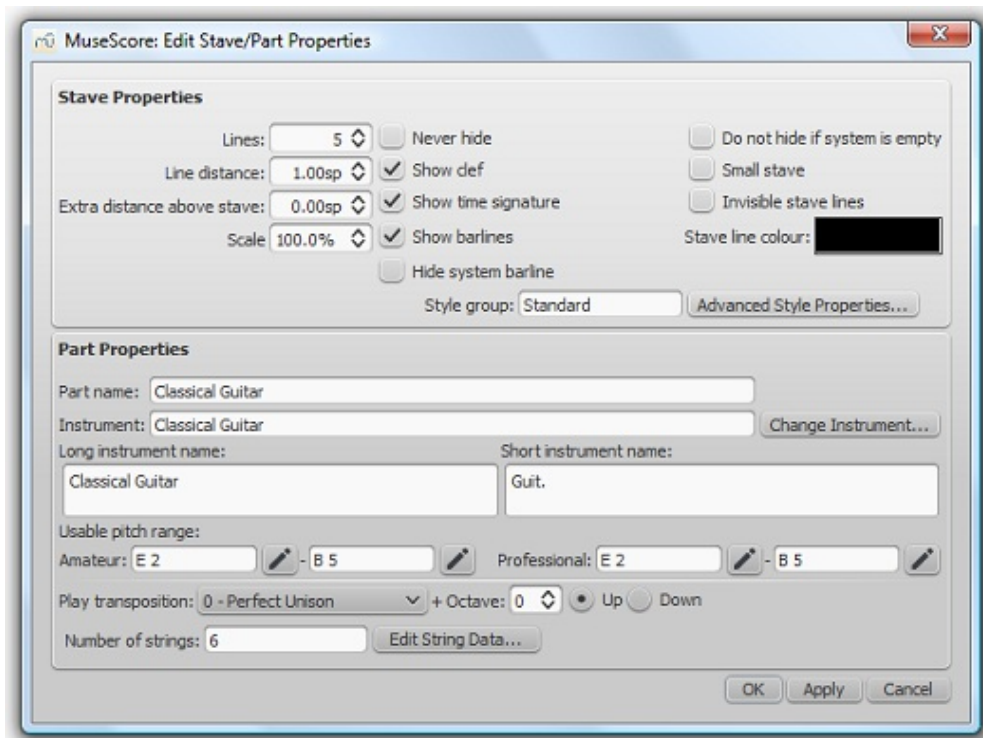 MuseScore: Edit Stave/Part Properties
Stave Properties
Lines: 5 Never hide Do not hide if system is empty
Line distance: 1.00sp Show clef Small stave
Extra distance above stave: 0.00sp Show time signature Invisible stave lines
Scale 100.0% Show barlines Stave line colour:
Hide system barline
Style group: Standard Advanced Style Properties...
Part Properties
Part name: Classical Guitar
Instrument: Classical Guitar Change Instrument...
Long instrument name: Short instrument name:
Classical Guitar Guit.
Usable pitch range:
Amateur: E 2 - B 5 Professional: E 2 - B 5
Play transposition: 0 - Perfect Unison + Octave: 0 Up Down
Number of strings: 6 Edit String Data...
OK Apply Cancel